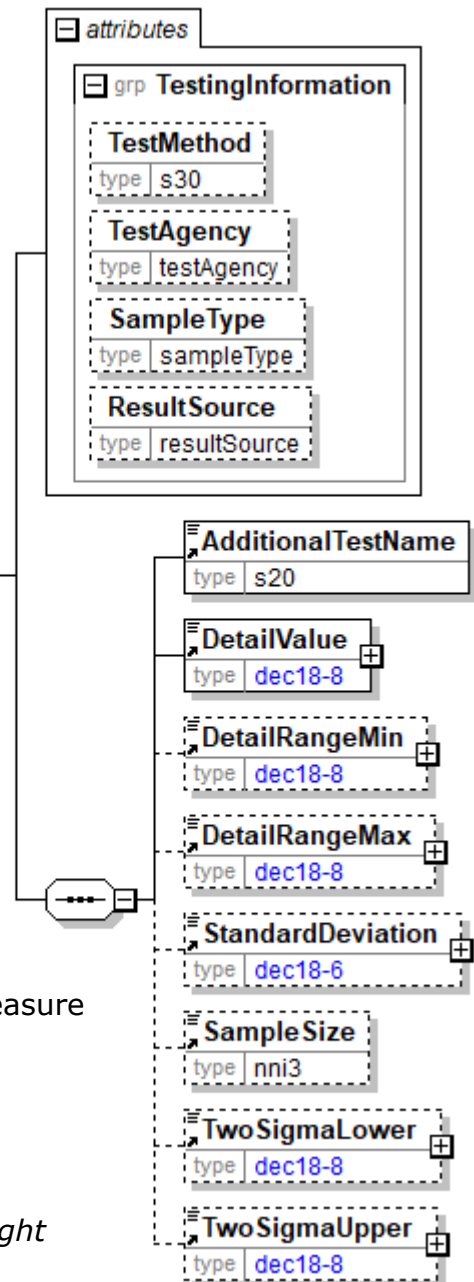 attributes
grp TestingInformation
TestMethod
type s30
TestAgency
type testAgency
SampleType
type sampleType
ResultSource
type resultSource
AdditionalTestName
type s20
DetailValue
type dec18-8
DetailRangeMin
type dec18-8
DetailRangeMax
type dec18-8
StandardDeviation
type dec18-6
easure
SampleSize
type nni3
TwoSigmaLower
type dec18-8
ght
TwoSigmaUpper
type dec18-8